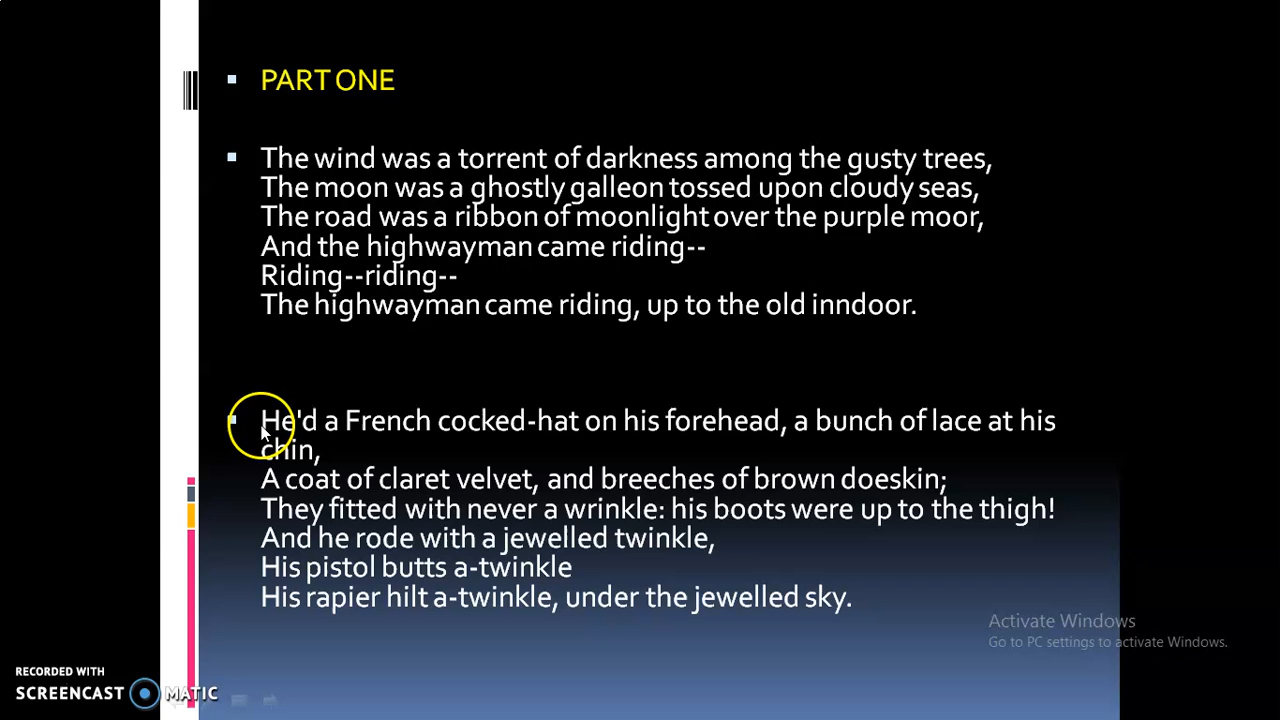 PART ONE
The wind was a torrent of darkness among the gusty trees,
The moon was a ghostly galleon tossed upon cloudy seas,
The road was a ribbon of moonlight over the purple moor,
And the highwayman came riding--
Riding--riding--
The highwayman came riding, up to the old inndoor.
He'd a French cocked-hat on his forehead, a bunch of lace at his
chin,
A coat of claret velvet, and breeches of brown doeskin;
They fitted with never a wrinkle: his boots were up to the thigh!
And he rode with a jewelled twinkle,
His pistol butts a-twinkle
His rapier hilt a-twinkle, under the jewelled sky.
Activate Windows
Go to PC settings to activate Windows.
RECORDED WITH
SCREENCAST MATIC